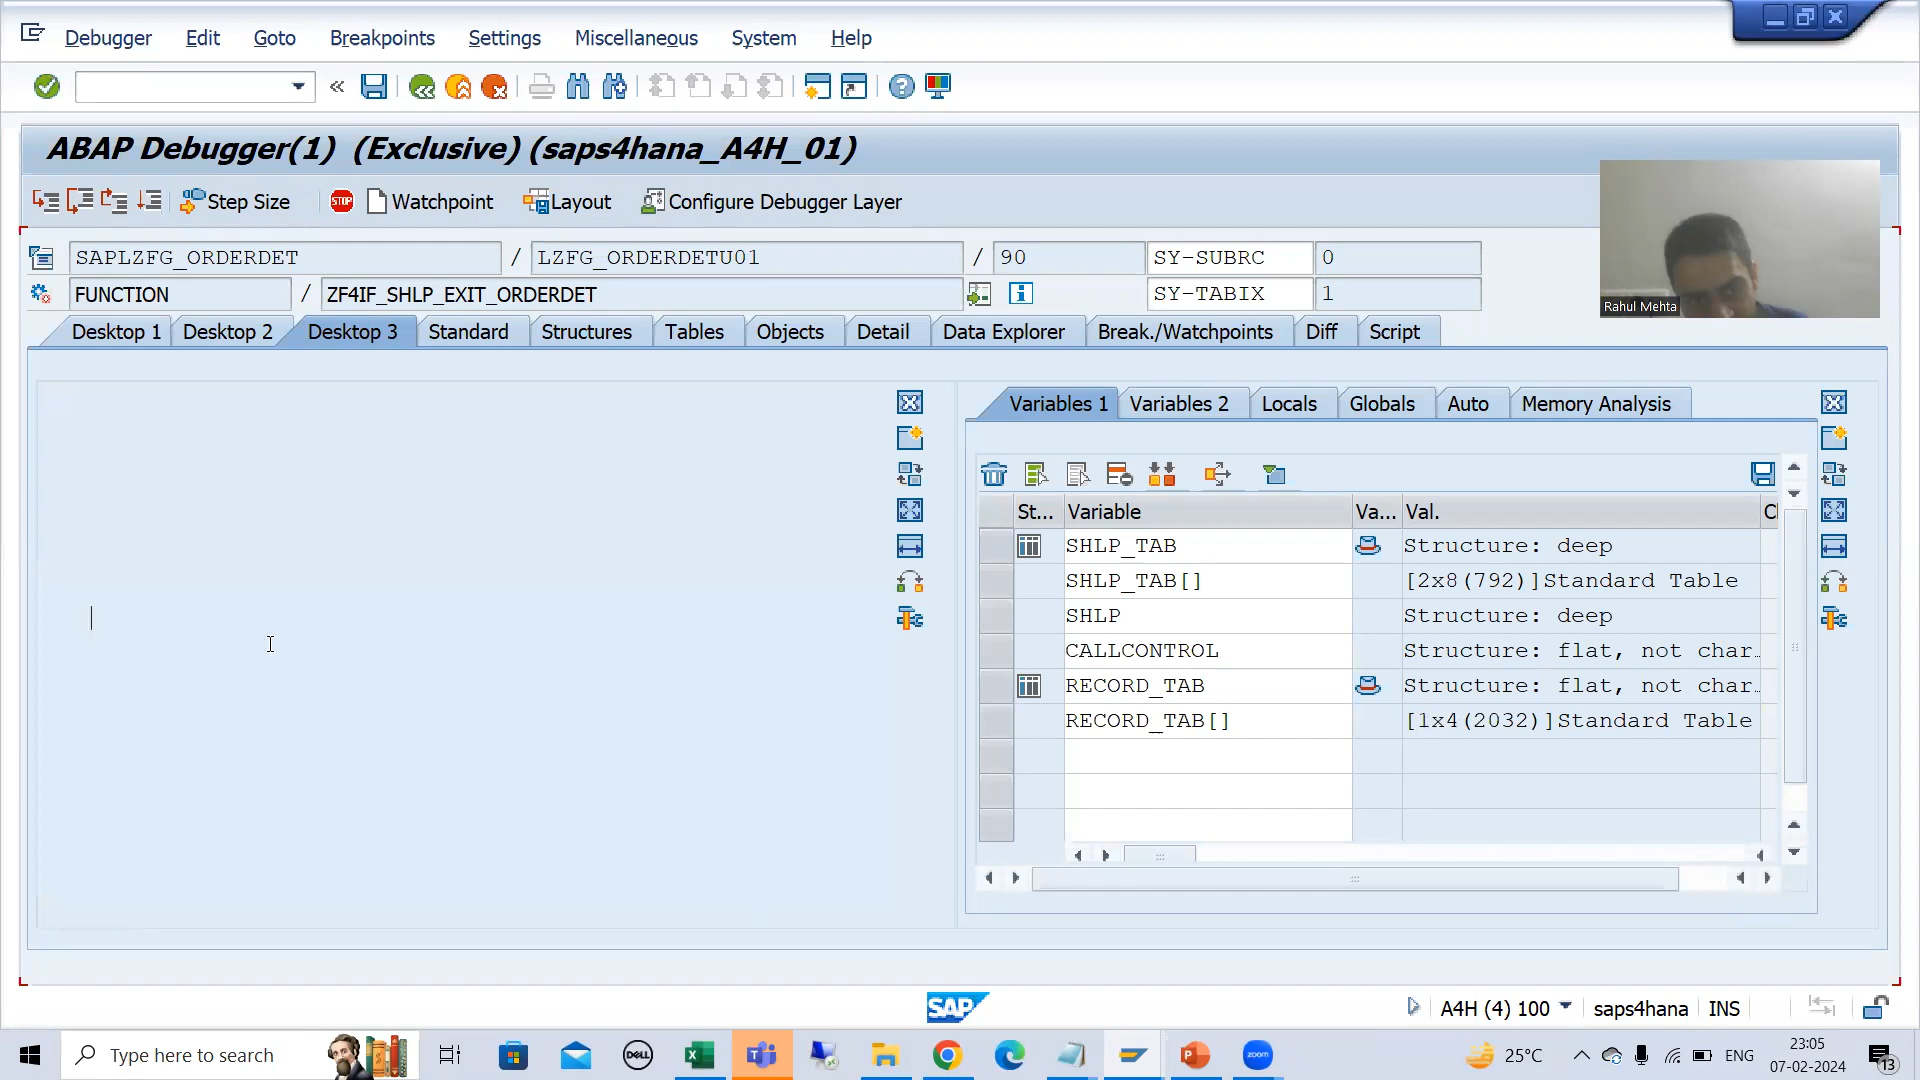 Debugger Edit Goto Breakpoints Settings Miscellaneous System Help
ABAP Debugger(1) (Exclusive) (saps4hana_A4H_01)
Step Size STOP Watchpoint Layout Configure Debugger Layer
SAPLZFG_ORDERDET / LZFG_ORDERDETU01 / 90 SY-SUBRC 0
FUNCTION / ZF4IF_SHLP_EXIT_ORDERDET SY-TABIX 1
Rahul Mehta
Desktop 1 Desktop 2 Desktop 3 Standard Structures Tables Objects Detail Data Explorer Break./Watchpoints Diff Script
Variables 1 Variables 2 Locals Globals Auto Memory Analysis
St... Variable Va... Val. Cl
SHLP_TAB Structure: deep
SHLP_TAB[] [2x8(792)]Standard Table
SHLP Structure: deep
CALLCONTROL Structure: flat, not char…
RECORD_TAB Structure: flat, not char…
RECORD_TAB[] [1x4(2032)]Standard Table
SAP
A4H (4) 100 saps4hana INS
Type here to search
DELL
zoom
25°C
ENG
23:05
07-02-2024
13